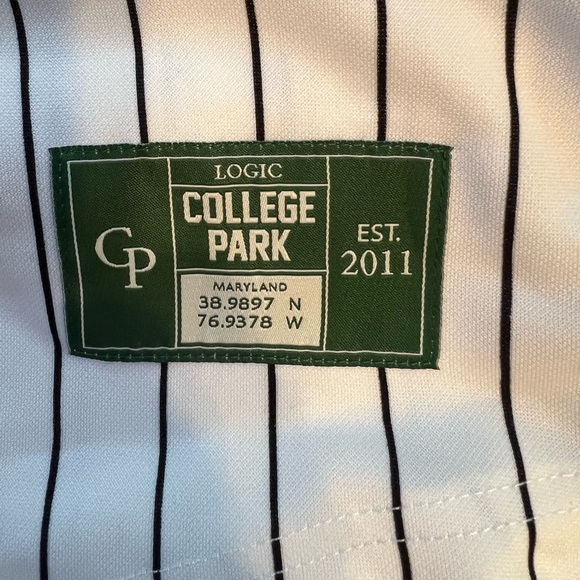 CP
LOGIC
COLLEGE
PARK
MARYLAND
38.9897 N
76.9378 W
EST.
2011